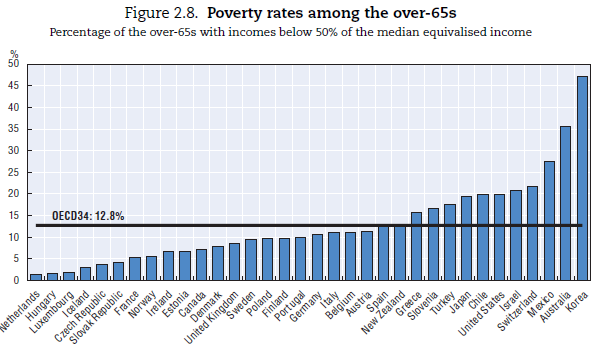 Figure 2.8. Poverty rates among the over-65s
Percentage of the over-65s with incomes below 50% of the median equivalised income
%
50
45
40
35
30
25
20
15
10
5
0
OECD34: 12.8%
Netherlands
Hungary
Luxembourg
Iceland
Czech Republic
Slovak Republic
France
Norway
Ireland
Estonia
Canada
Denmark
United Kingdom
Sweden
Poland
Finland
Portugal
Germany
Italy
Belgium
Austria
Spain
New Zealand
Greece
Slovenia
Turkey
Japan
Chile
United States
Israel
Switzerland
Mexico
Australia
Korea